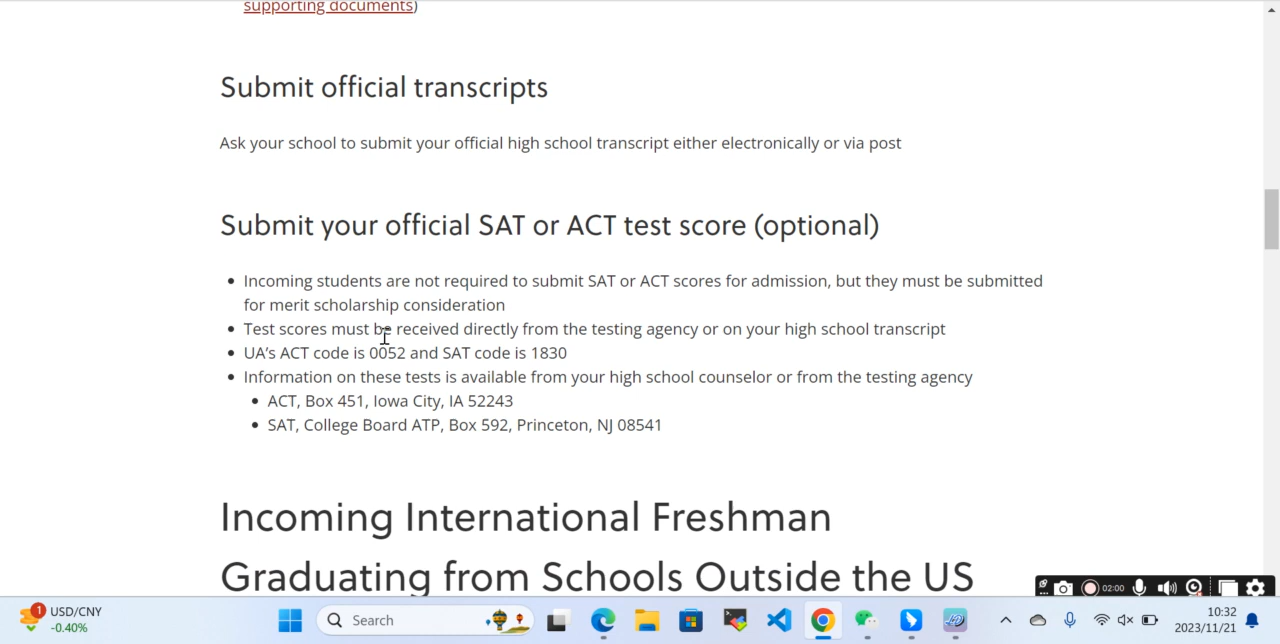 supporting documents)
Submit official transcripts
Ask your school to submit your official high school transcript either electronically or via post
Submit your official SAT or ACT test score (optional)
Incoming students are not required to submit SAT or ACT scores for admission, but they must be submitted
for merit scholarship consideration
Test scores must be received directly from the testing agency or on your high school transcript
UA's ACT code is 0052 and SAT code is 1830
Information on these tests is available from your high school counselor or from the testing agency
ACT, Box 451, Iowa City, IA 52243
SAT, College Board ATP, Box 592, Princeton, NJ 08541
Incoming International Freshman
Graduating from Schools Outside the US
02:00
1
USD/CNY
-0.40%
Search
10:32
2023/11/21